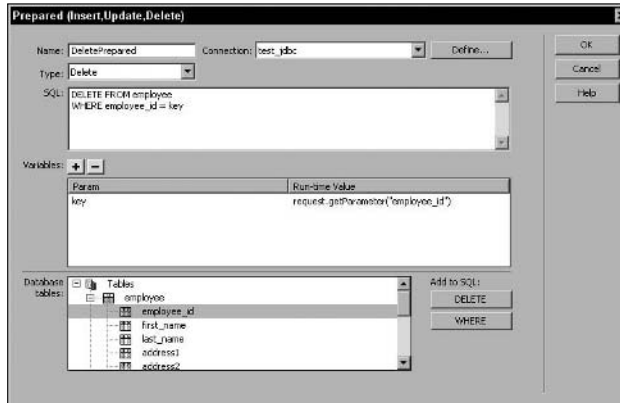 Prepared (Insert,Update,Delete)
Name: DeletePrepared Connection: test_jdbc Define... OK
Type: Delete Cancel
SQL: DELETE FROM employee Help
WHERE employee_id = key
Variables: + −
Param Run-time Value
key request.getParameter("employee_id")
Database tables: Tables Add to SQL:
employee DELETE
employee_id
first_name WHERE
last_name
address1
address2